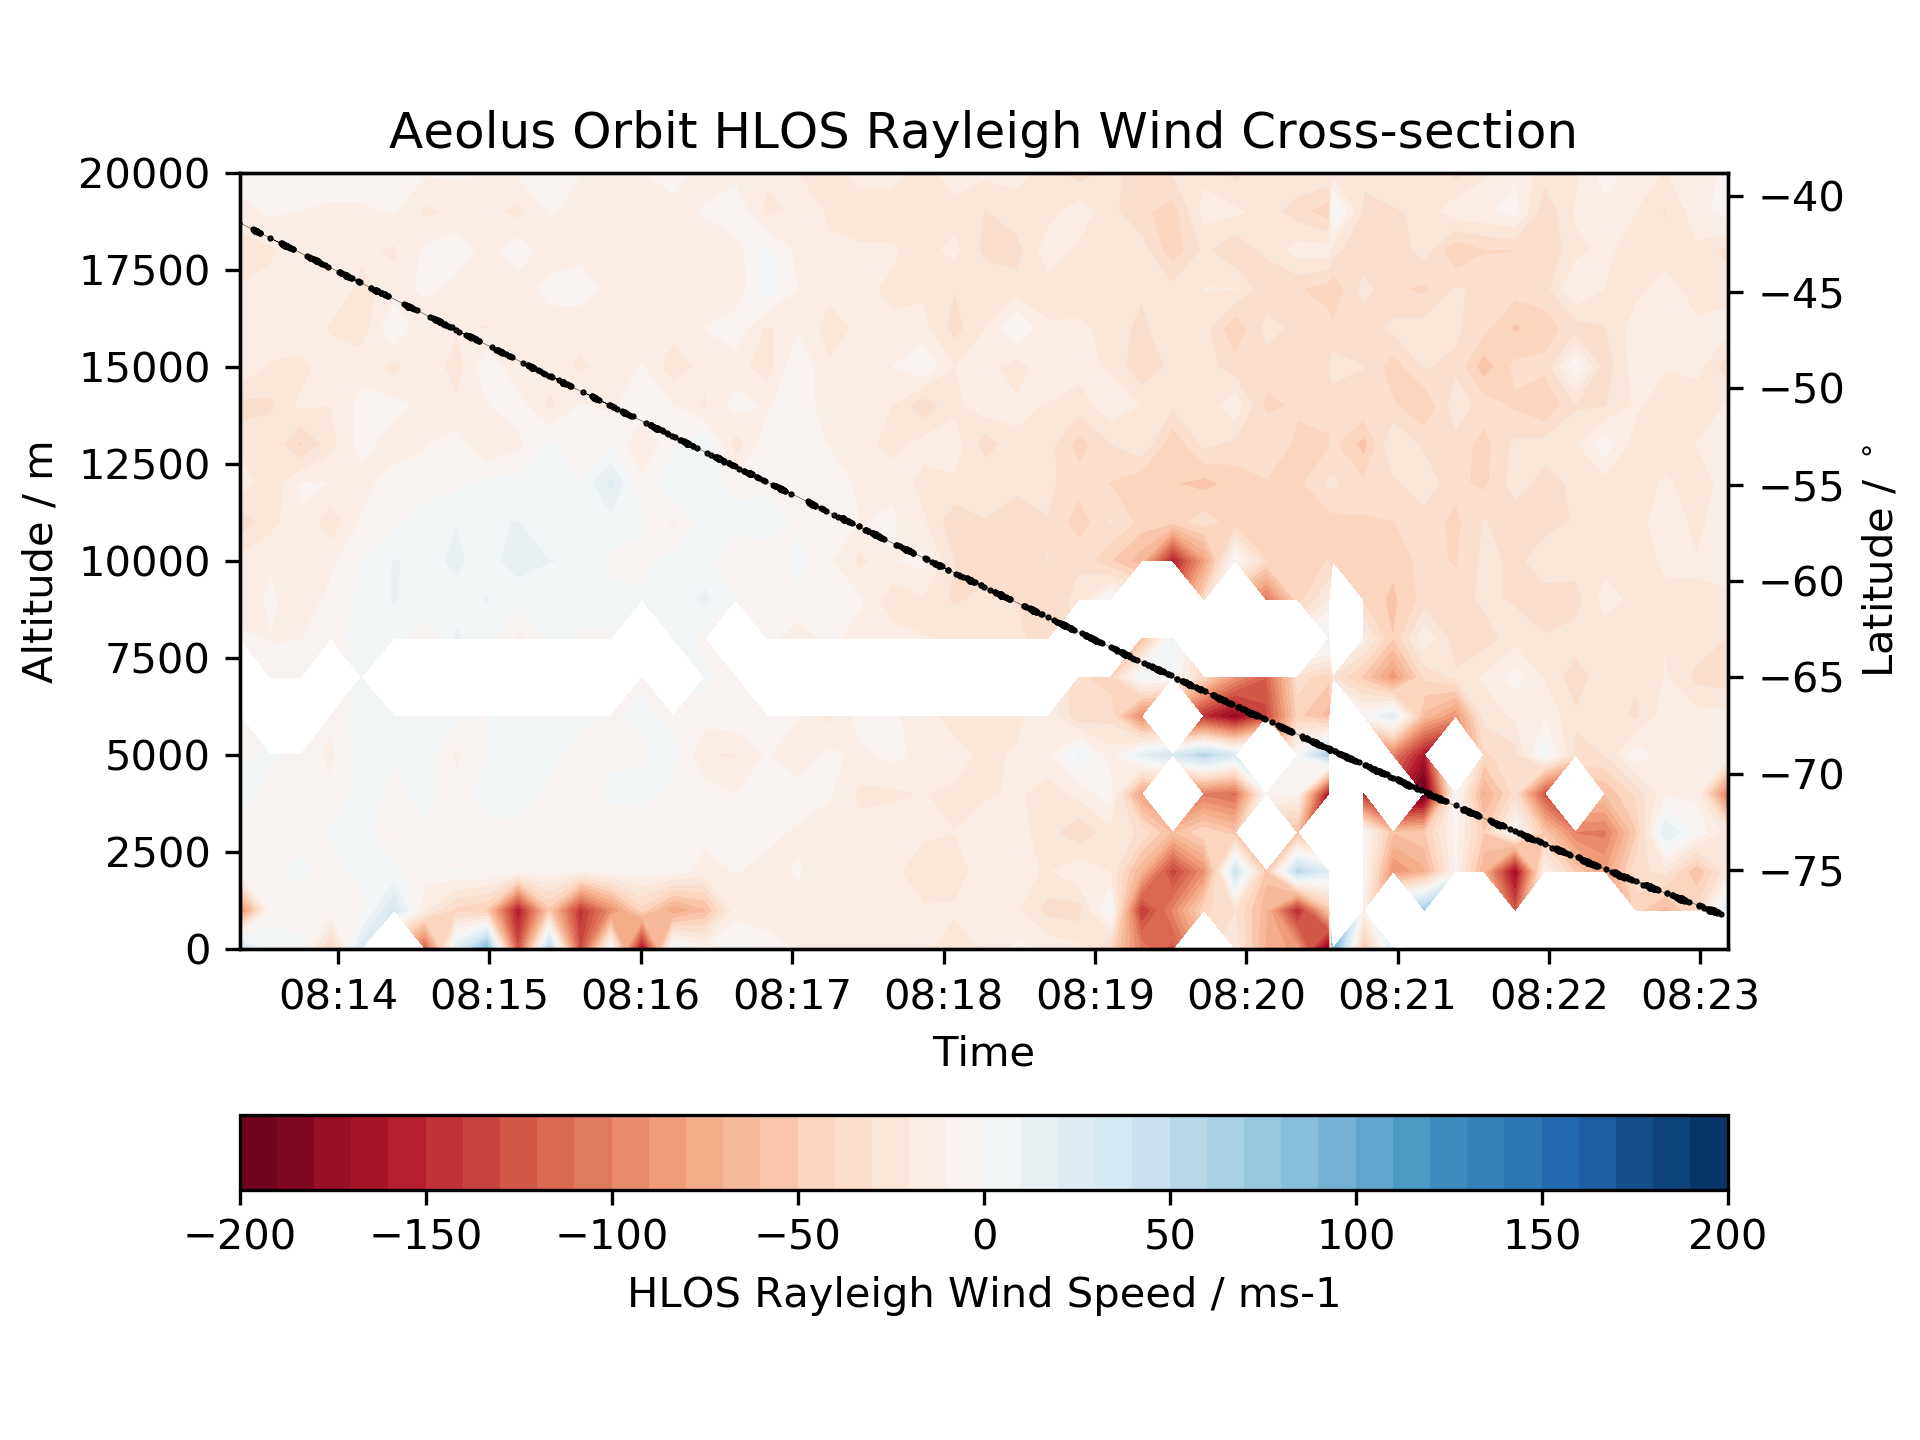 Aeolus Orbit HLOS Rayleigh Wind Cross-section
20000
17500
15000
12500
10000
7500
5000
2500
0
Altitude / m
−40
−45
−50
−55
−60
−65
−70
−75
Latitude / °
08:14 08:15 08:16 08:17 08:18 08:19 08:20 08:21 08:22 08:23
Time
−200 −150 −100 −50 0 50 100 150 200
HLOS Rayleigh Wind Speed / ms-1